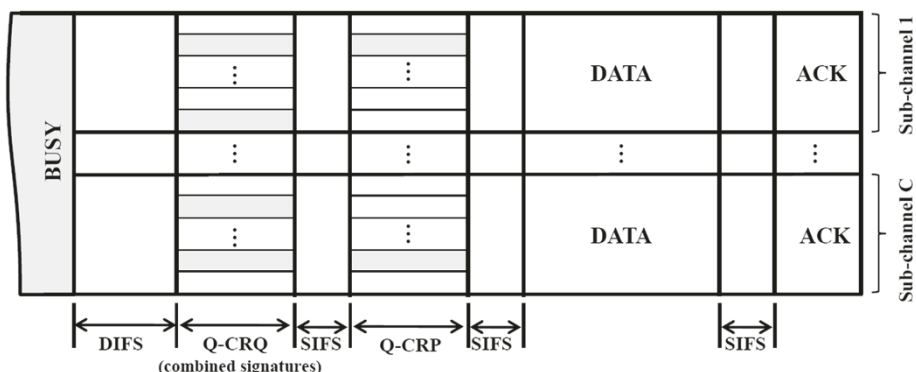 BUSY
⋮
⋮
DATA
ACK
Sub-channel 1
⋮
⋮
⋮
⋮
⋮
⋮
DATA
ACK
Sub-channel C
DIFS
Q-CRQ
(combined signatures)
SIFS
Q-CRP
SIFS
SIFS